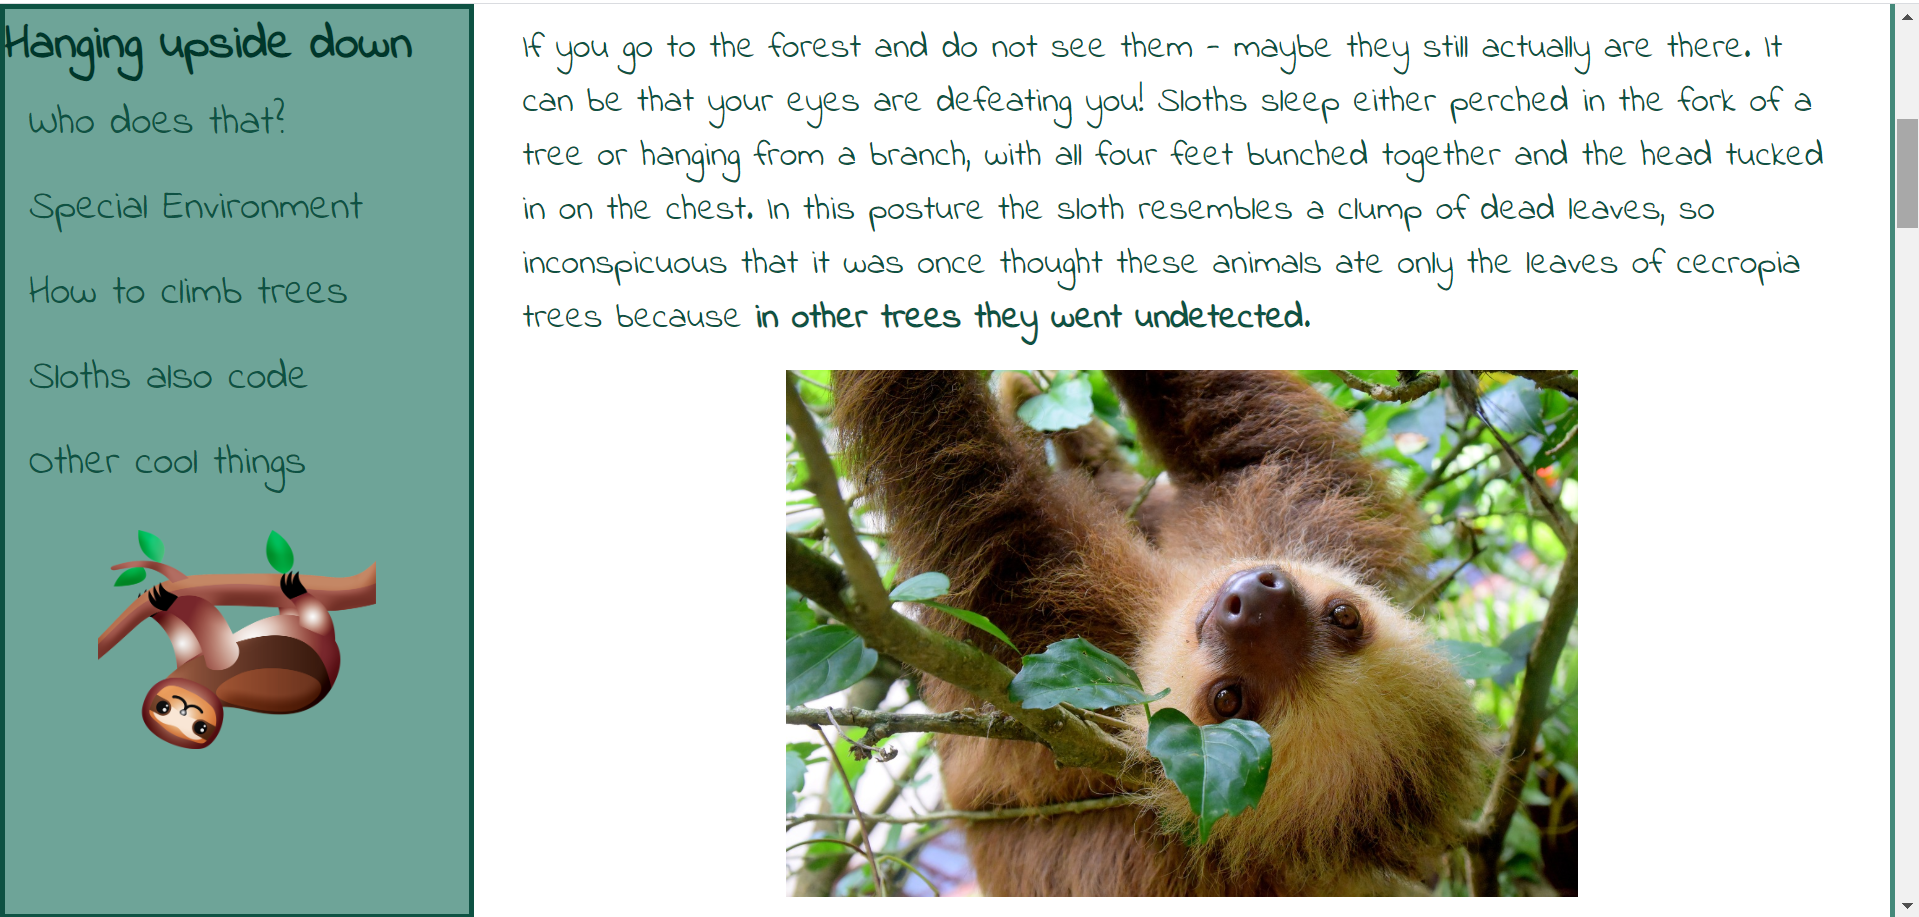 Hanging upside down
Who does that?
Special Environment
How to climb trees
Sloths also code
Other cool things
If you go to the forest and do not see them - maybe they still actually are there. It
can be that your eyes are defeating you! Sloths sleep either perched in the fork of a
tree or hanging from a branch, with all four feet bunched together and the head tucked
in on the chest. In this posture the sloth resembles a clump of dead leaves, so
inconspicuous that it was once thought these animals ate only the leaves of cecropia
trees because in other trees they went undetected.